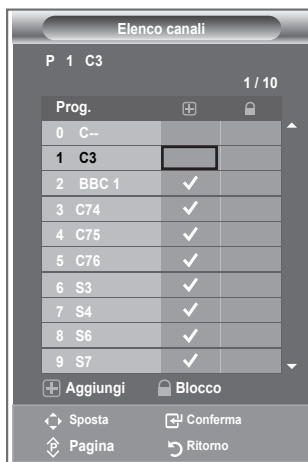 Elenco canali
P 1 C3
1 / 10
Prog.
0 C--
1 C3
2 BBC 1
3 C74
4 C75
5 C76
6 S3
7 S4
8 S6
9 S7
Aggiungi Blocco
Sposta Conferma
Pagina Ritorno